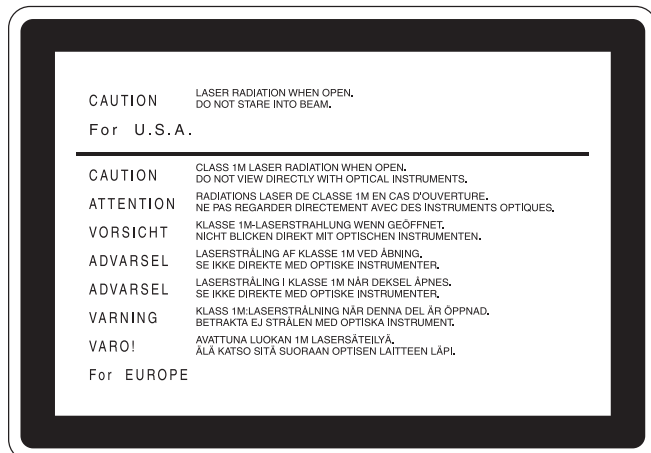 CAUTION LASER RADIATION WHEN OPEN.
DO NOT STARE INTO BEAM.
For U.S.A.
CAUTION CLASS 1M LASER RADIATION WHEN OPEN.
DO NOT VIEW DIRECTLY WITH OPTICAL INSTRUMENTS.
ATTENTION RADIATIONS LASER DE CLASSE 1M EN CAS D'OUVERTURE.
NE PAS REGARDER DIRECTEMENT AVEC DES INSTRUMENTS OPTIQUES.
VORSICHT KLASSE 1M-LASERSTRAHLUNG WENN GEÖFFNET.
NICHT BLICKEN DIREKT MIT OPTISCHEN INSTRUMENTEN.
ADVARSEL LASERSTRÅLING AF KLASSE 1M VED ÅBNING.
SE IKKE DIREKTE MED OPTISKE INSTRUMENTER.
ADVARSEL LASERSTRÅLING I KLASSE 1M NÅR DEKSEL ÅPNES.
SE IKKE DIREKTE MED OPTISKE INSTRUMENTER.
VARNING KLASS 1M:LASERSTRÅLNING NÄR DENNA DEL ÄR ÖPPNAD.
BETRAKTA EJ STRÅLEN MED OPTISKA INSTRUMENT.
VARO! AVATTUNA LUOKAN 1M LASERSÄTEILYÄ.
ÄLÄ KATSO SITÄ SUORAAN OPTISEN LAITTEEN LÄPI.
For EUROPE